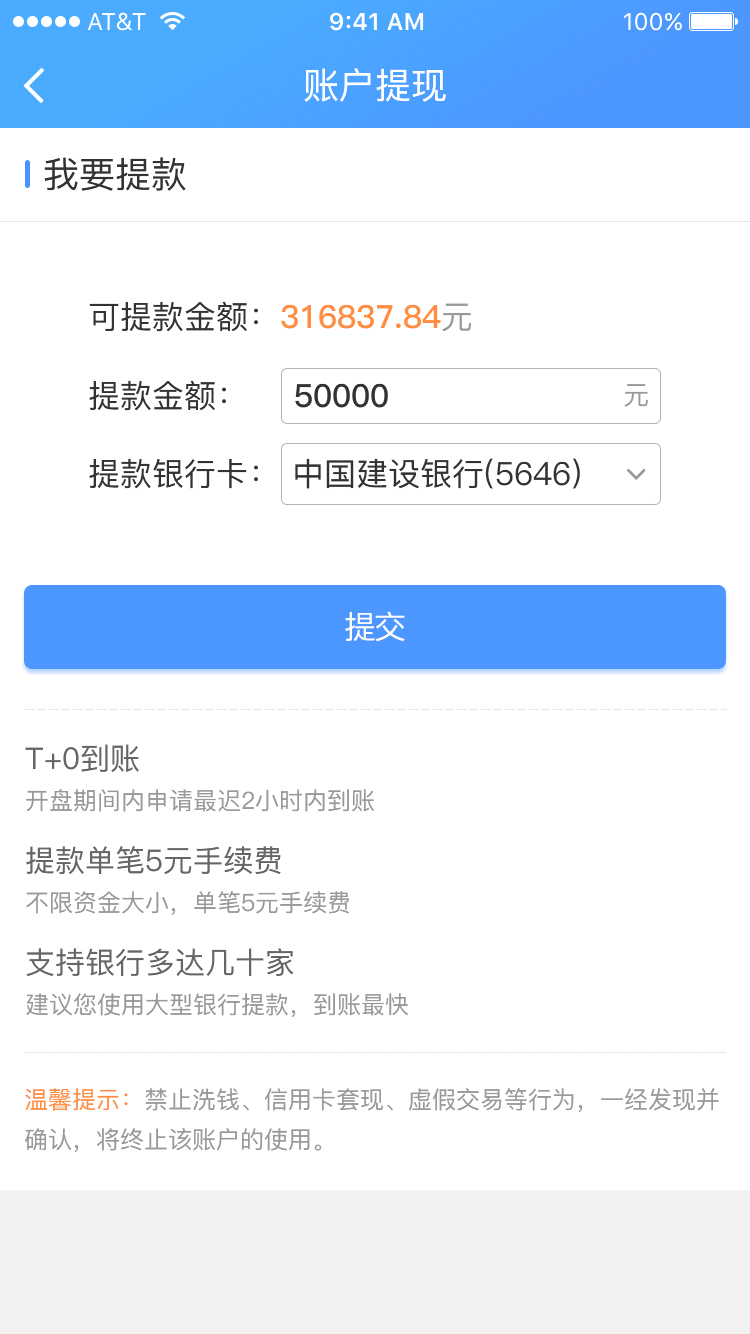 AT&T 9:41 AM 100%
账户提现
我要提款
可提款金额：316837.84元
提款金额： 50000 元
提款银行卡： 中国建设银行(5646)
提交
T+0到账
开盘期间内申请最迟2小时内到账
提款单笔5元手续费
不限资金大小，单笔5元手续费
支持银行多达几十家
建议您使用大型银行提款，到账最快
温馨提示：禁止洗钱、信用卡套现、虚假交易等行为，一经发现并
确认，将终止该账户的使用。